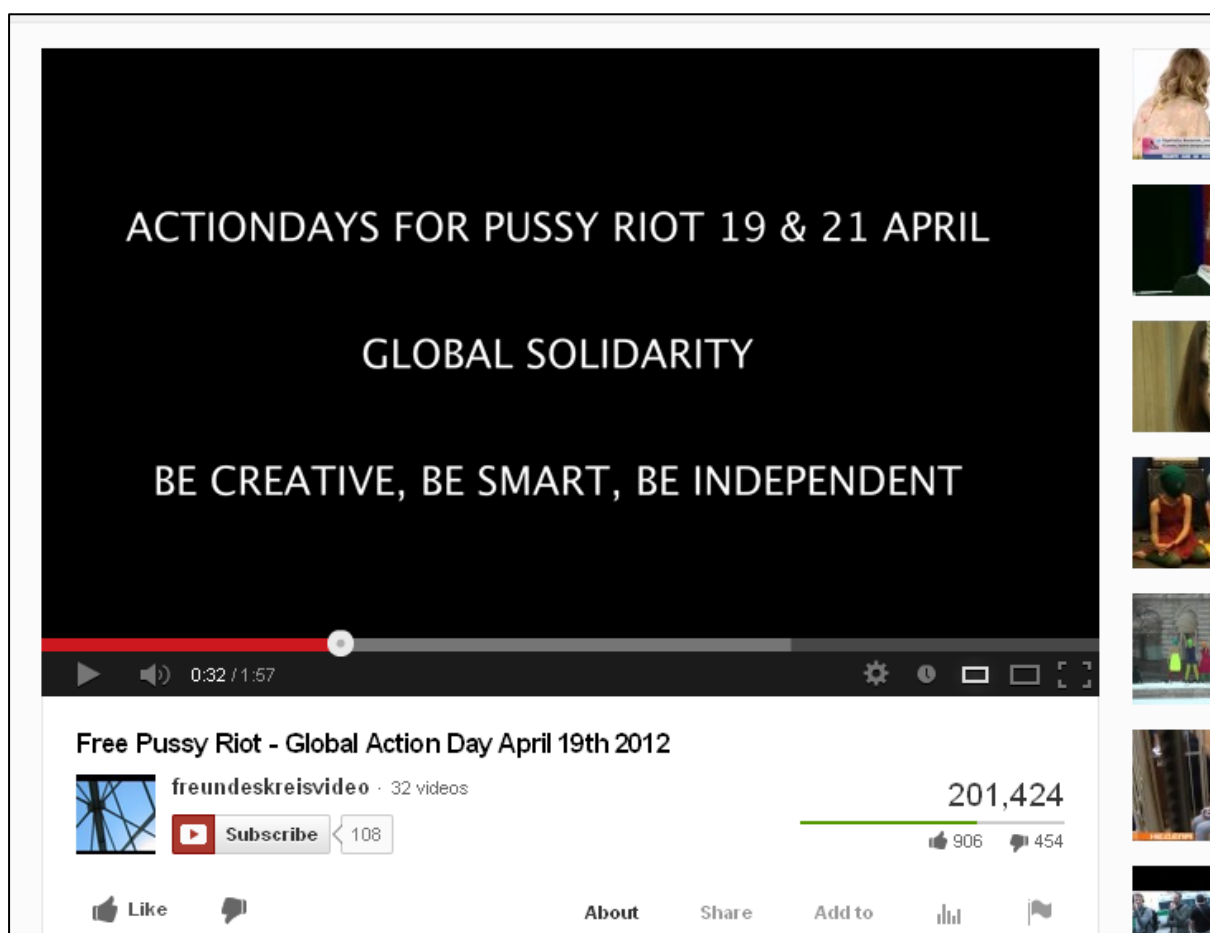 ACTIONDAYS FOR PUSSY RIOT 19 & 21 APRIL
GLOBAL SOLIDARITY
BE CREATIVE, BE SMART, BE INDEPENDENT
0:32 / 1:57
Free Pussy Riot - Global Action Day April 19th 2012
freundeskreisvideo · 32 videos
Subscribe 108
201,424
906 454
Like
About Share Add to